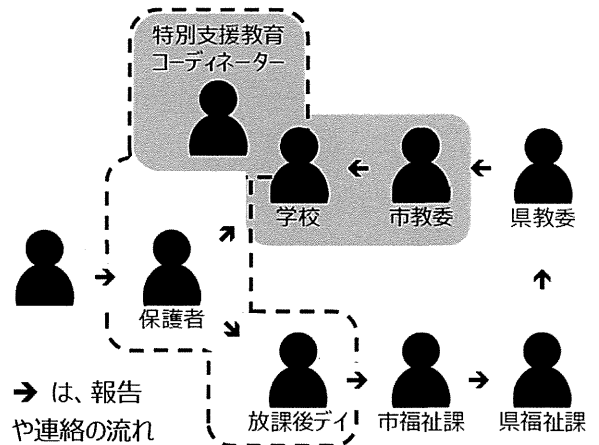 特別支援教育
コーディネーター
学校
市教委
県教委
保護者
放課後デイ
市福祉課
県福祉課
➔ は、報告
や連絡の流れ